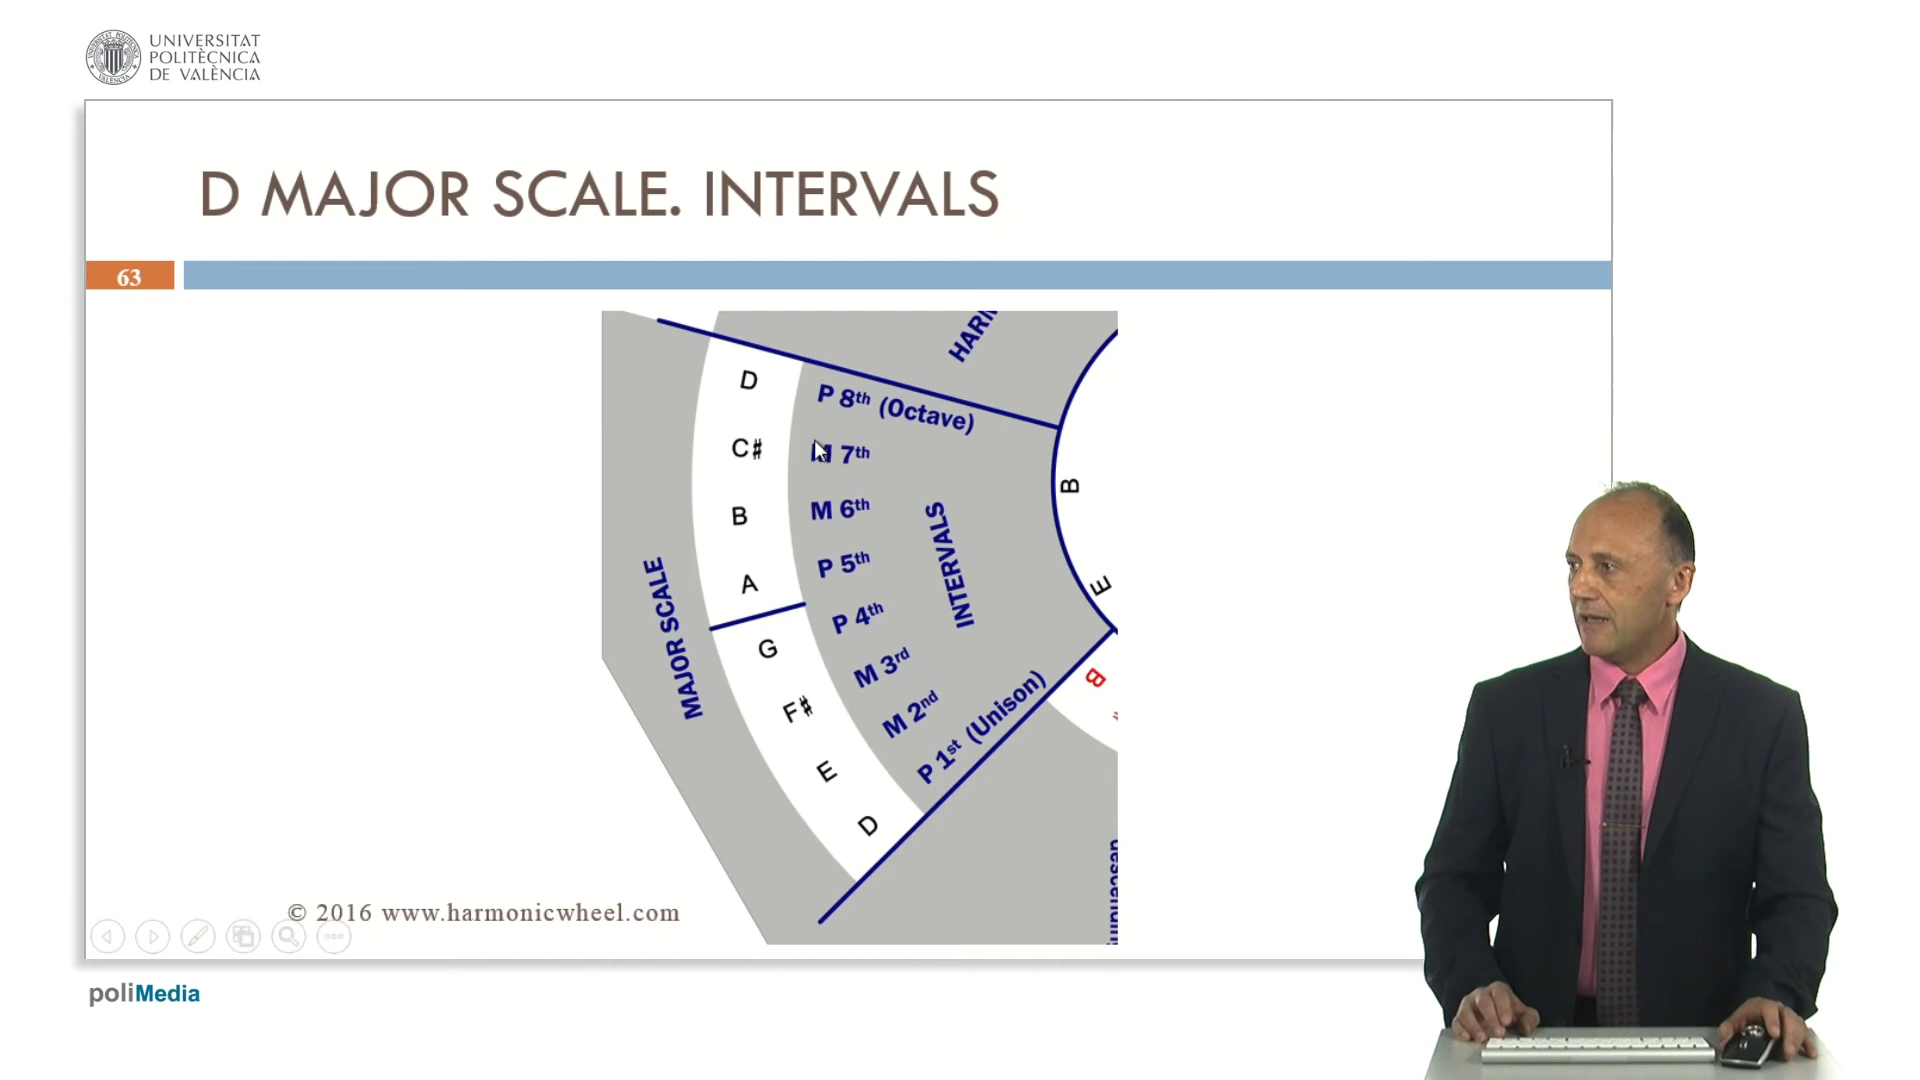 UNIVERSITAT
POLITÈCNICA
DE VALÈNCIA
D MAJOR SCALE. INTERVALS
63
HARM
D
P 8th (Octave)
C#
M 7th
B
M 6th
A
P 5th
G
P 4th
F#
M 3rd
E
M 2nd
D
P 1st (Unison)
MAJOR SCALE
INTERVALS
B
E
B
© 2016 www.harmonicwheel.com
poliMedia